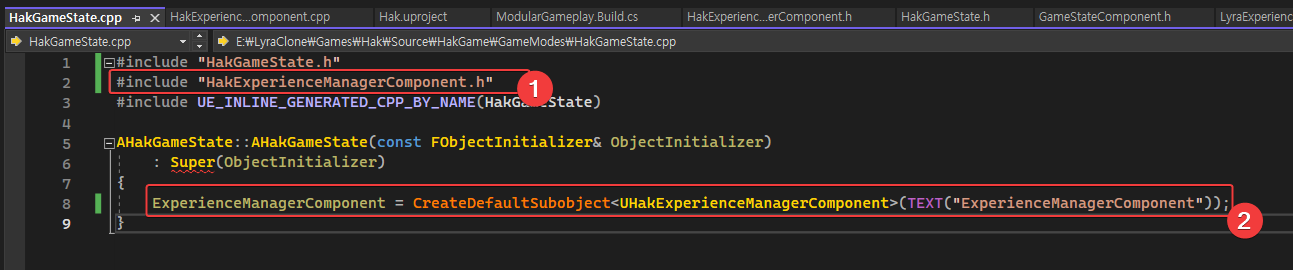 HakGameState.cpp
HakExperienc...omponent.cpp
Hak.uproject
ModularGameplay.Build.cs
HakExperienc...erComponent.h
HakGameState.h
GameStateComponent.h
LyraExperienc
HakGameState.cpp
E:₩LyraClone₩Games₩Hak₩Source₩HakGame₩GameModes₩HakGameState.cpp
1 #include "HakGameState.h"
2 #include "HakExperienceManagerComponent.h"
1
3 #include UE_INLINE_GENERATED_CPP_BY_NAME(HakGameState)
4
5 AHakGameState::AHakGameState(const FObjectInitializer& ObjectInitializer)
6 : Super(ObjectInitializer)
7 {
8 ExperienceManagerComponent = CreateDefaultSubobject<UHakExperienceManagerComponent>(TEXT("ExperienceManagerComponent"));
2
9 }